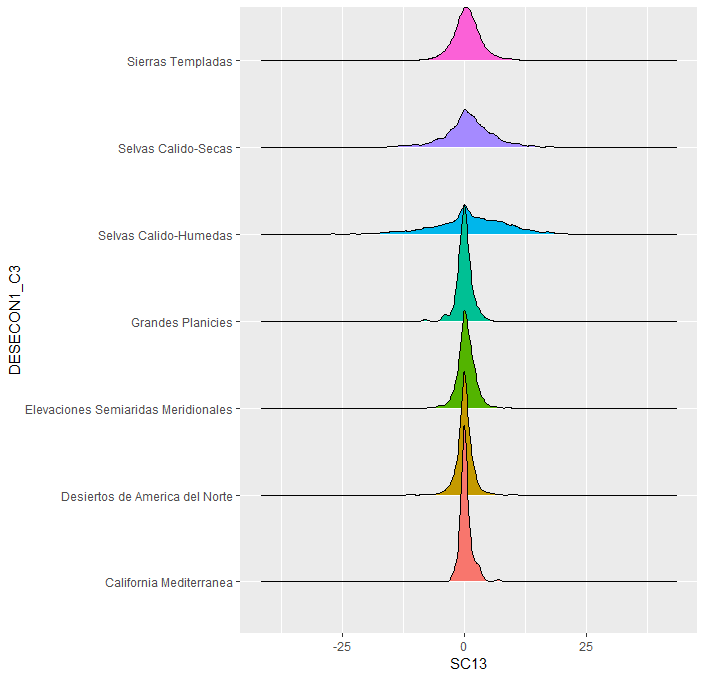 Sierras Templadas
Selvas Calido-Secas
Selvas Calido-Humedas
Grandes Planicies
Elevaciones Semiaridas Meridionales
Desiertos de America del Norte
California Mediterranea
DESECON1_C3
-25
0
25
SC13